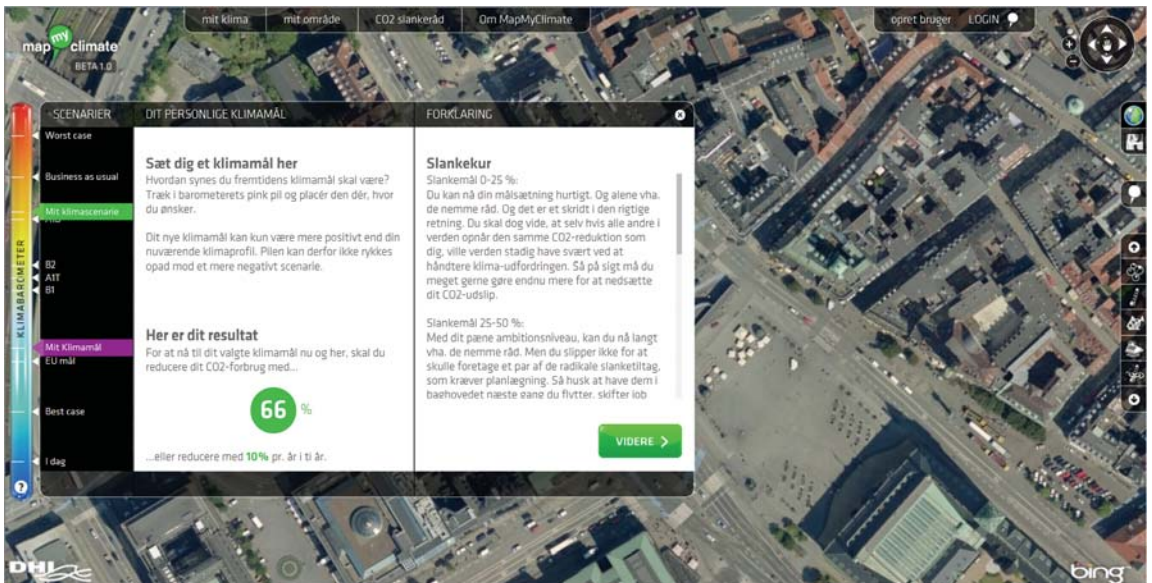 mit klima
mit område
CO2 slankeråd
Om MapMyClimate
opret bruger
LOGIN
map my climate
BETA 1.0
SCENARIER
DIT PERSONLIGE KLIMAMÅL
FORKLARING
KLIMABAROMETER
Worst case
Business as usual
Mit klimascenarie
B2
A1T
B1
Mit Klimamål
EU mål
Best case
I dag
?
Sæt dig et klimamål her
Hvordan synes du fremtidens klimamål skal være?
Træk i barometerets pink pil og placér den dér, hvor
du ønsker.
Dit nye klimamål kan kun være mere positivt end din
nuværende klimaprofil. Pilen kan derfor ikke rykkes
opad mod et mere negativt scenarie.
Her er dit resultat
For at nå til dit valgte klimamål nu og her, skal du
reducere dit CO2-forbrug med...
66 %
...eller reducere med 10% pr. år i ti år.
Slankekur
Slankemål 0-25 %:
Du kan nå din målsætning hurtigt. Og alene vha.
de nemme råd. Og det er et skridt i den rigtige
retning. Du skal dog vide, at selv hvis alle andre i
verden opnår den samme CO2-reduktion som
dig, ville verden stadig have svært ved at
håndtere klima-udfordringen. Så på sigt må du
meget gerne gøre endnu mere for at nedsætte
dit CO2-udslip.
Slankemål 25-50 %:
Med dit pæne ambitionsniveau, kan du nå langt
vha. de nemme råd. Men du slipper ikke for at
skulle foretage et par af de radikale slanketiltag,
som kræver planlægning. Så husk at have dem i
baghovedet næste gang du flytter, skifter job
VIDERE >
DHI
bing